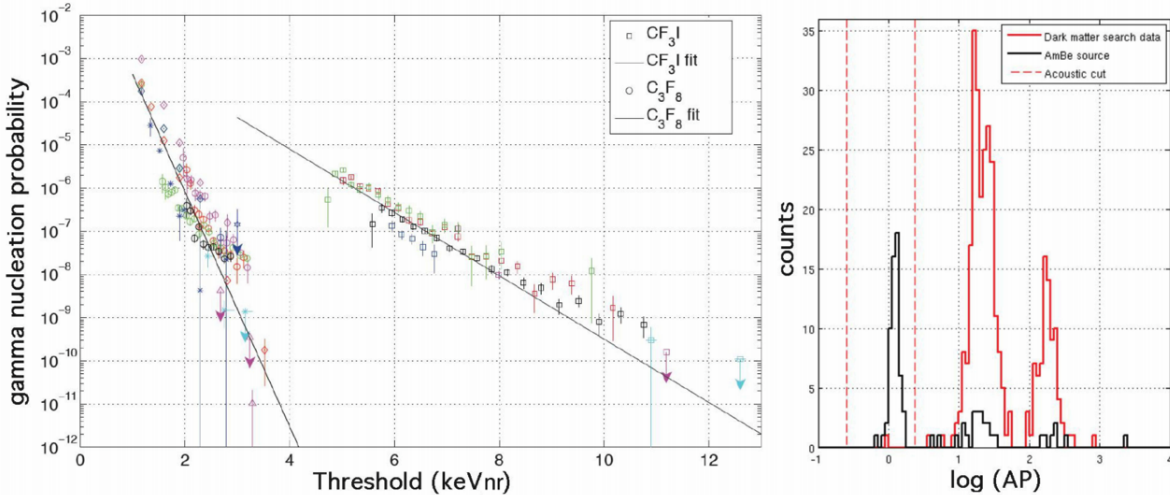 10⁻²
10⁻³
10⁻⁴
10⁻⁵
10⁻⁶
10⁻⁷
10⁻⁸
10⁻⁹
10⁻¹⁰
10⁻¹¹
10⁻¹²
gamma nucleation probability
CF₃I
CF₃I fit
C₃F₈
C₃F₈ fit
0 2 4 6 8 10 12
Threshold (keVnr)
35
30
25
20
15
10
5
0
counts
Dark matter search data
AmBe source
Acoustic cut
-1 0 1 2 3 4
log (AP)